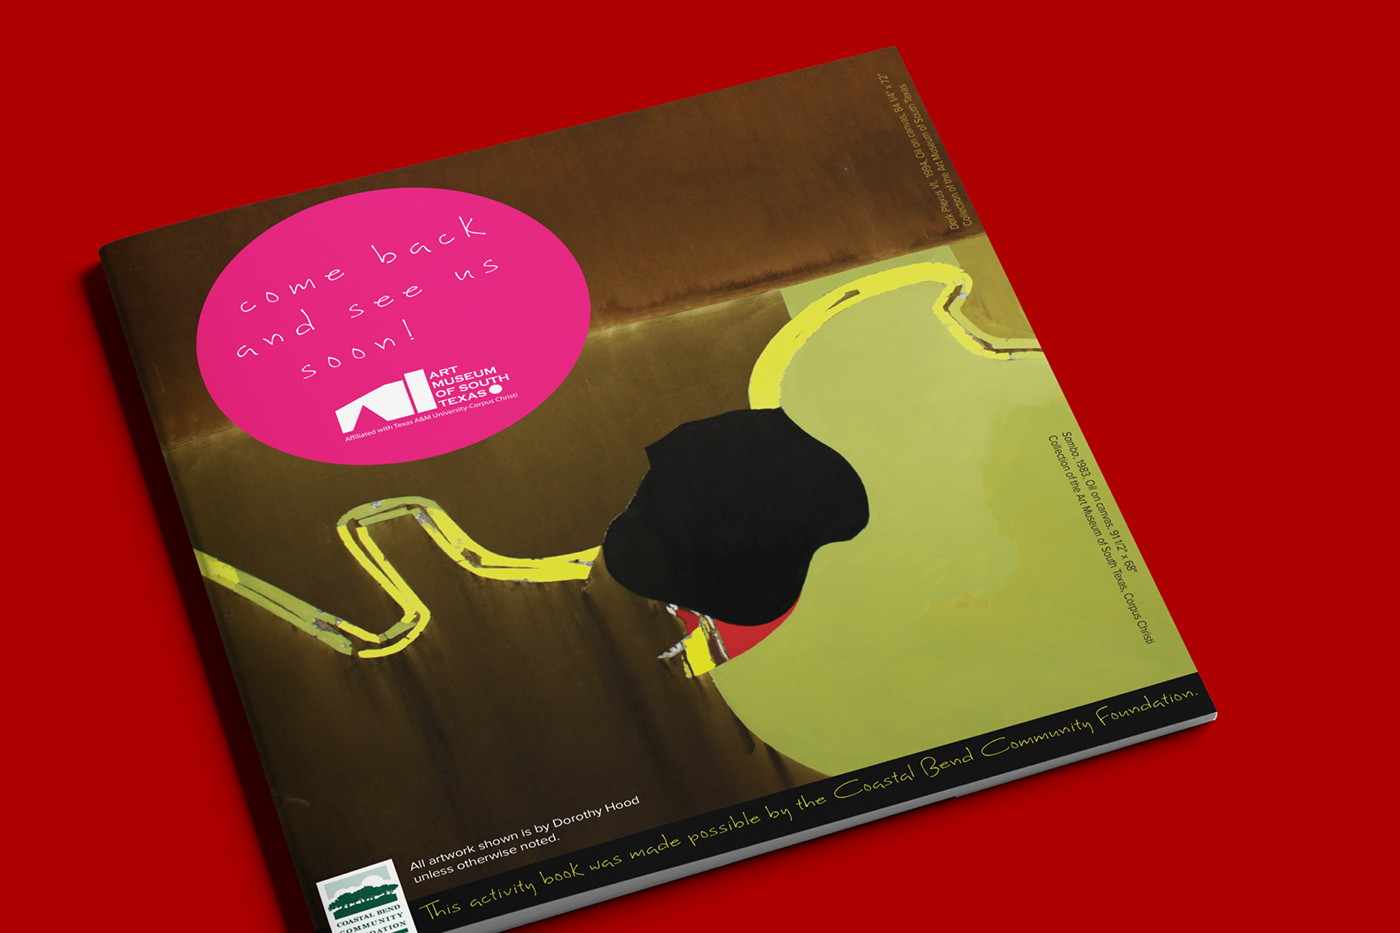 come back
and see us
soon!
ART
MUSEUM
OF SOUTH
TEXAS
Affiliated with Texas A&M University-Corpus Christi
Dark Plexus VI, 1994, Oil on canvas, 84 1/4" x 72"
Collection of the Art Museum of South Texas
Samba, 1983, Oil on canvas, 91 1/2" x 68"
Collection of the Art Museum of South Texas, Corpus Christi
All artwork shown is by Dorothy Hood
unless otherwise noted.
This activity book was made possible by the Coastal Bend Community Foundation.
COASTAL BEND
COMMUNITY